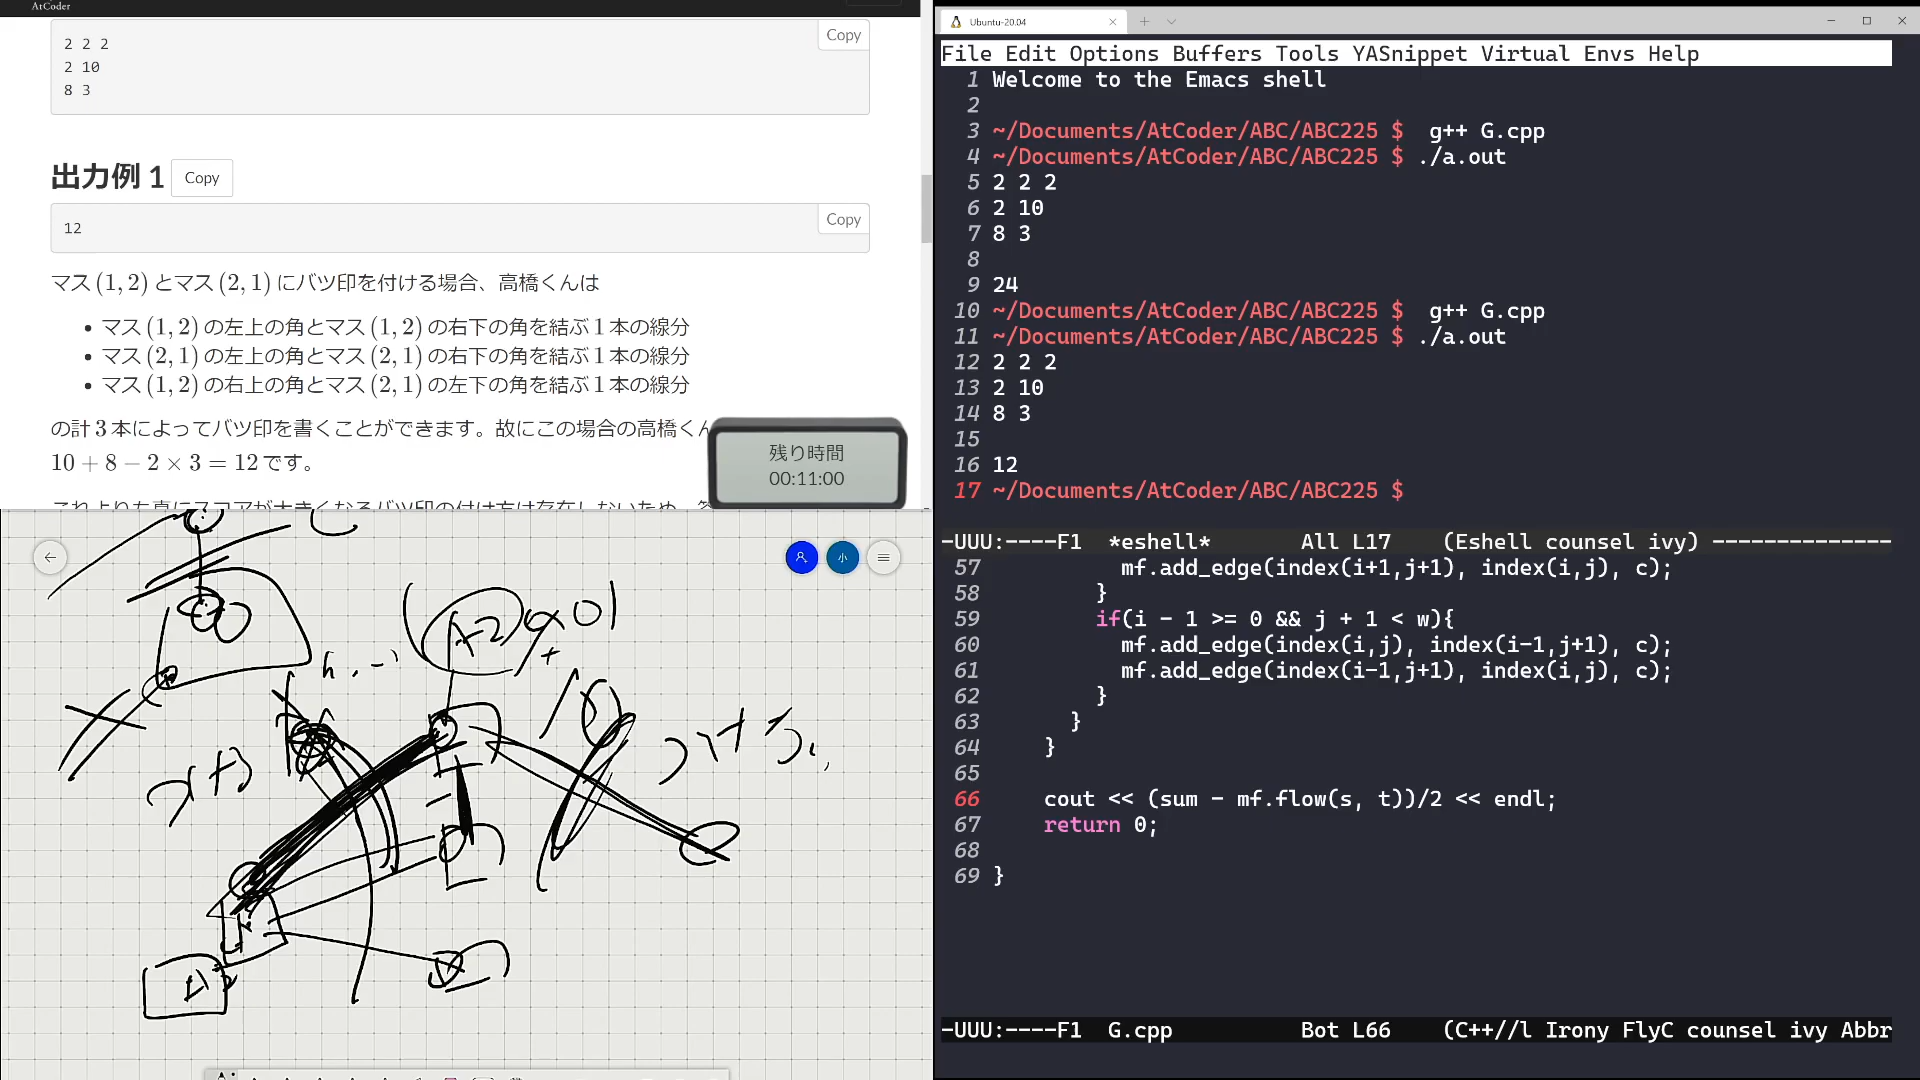 AtCoder
2 2 2
2 10
8 3
Copy
出力例 1
Copy
12
Copy
マス (1, 2) とマス (2, 1) にバツ印を付ける場合、高橋くんは
• マス (1, 2) の左上の角とマス (1, 2) の右下の角を結ぶ 1 本の線分
• マス (2, 1) の左上の角とマス (2, 1) の右下の角を結ぶ 1 本の線分
• マス (1, 2) の右上の角とマス (2, 1) の左下の角を結ぶ 1 本の線分
の計 3 本によってバツ印を書くことができます。故にこの場合の高橋くん
10 + 8 − 2 × 3 = 12 です。
残り時間
00:11:00
小
Ubuntu-20.04
File Edit Options Buffers Tools YASnippet Virtual Envs Help
1 Welcome to the Emacs shell
2
3 ~/Documents/AtCoder/ABC/ABC225 $  g++ G.cpp
4 ~/Documents/AtCoder/ABC/ABC225 $ ./a.out
5 2 2 2
6 2 10
7 8 3
8
9 24
10 ~/Documents/AtCoder/ABC/ABC225 $  g++ G.cpp
11 ~/Documents/AtCoder/ABC/ABC225 $ ./a.out
12 2 2 2
13 2 10
14 8 3
15
16 12
17 ~/Documents/AtCoder/ABC/ABC225 $
-UUU:----F1  *eshell*       All L17    (Eshell counsel ivy) --------------
57 mf.add_edge(index(i+1,j+1), index(i,j), c);
58 }
59 if(i - 1 >= 0 && j + 1 < w){
60 mf.add_edge(index(i,j), index(i-1,j+1), c);
61 mf.add_edge(index(i-1,j+1), index(i,j), c);
62 }
63 }
64 }
65
66 cout << (sum - mf.flow(s, t))/2 << endl;
67 return 0;
68
69 }
-UUU:----F1  G.cpp          Bot L66    (C++//l Irony FlyC counsel ivy Abbr